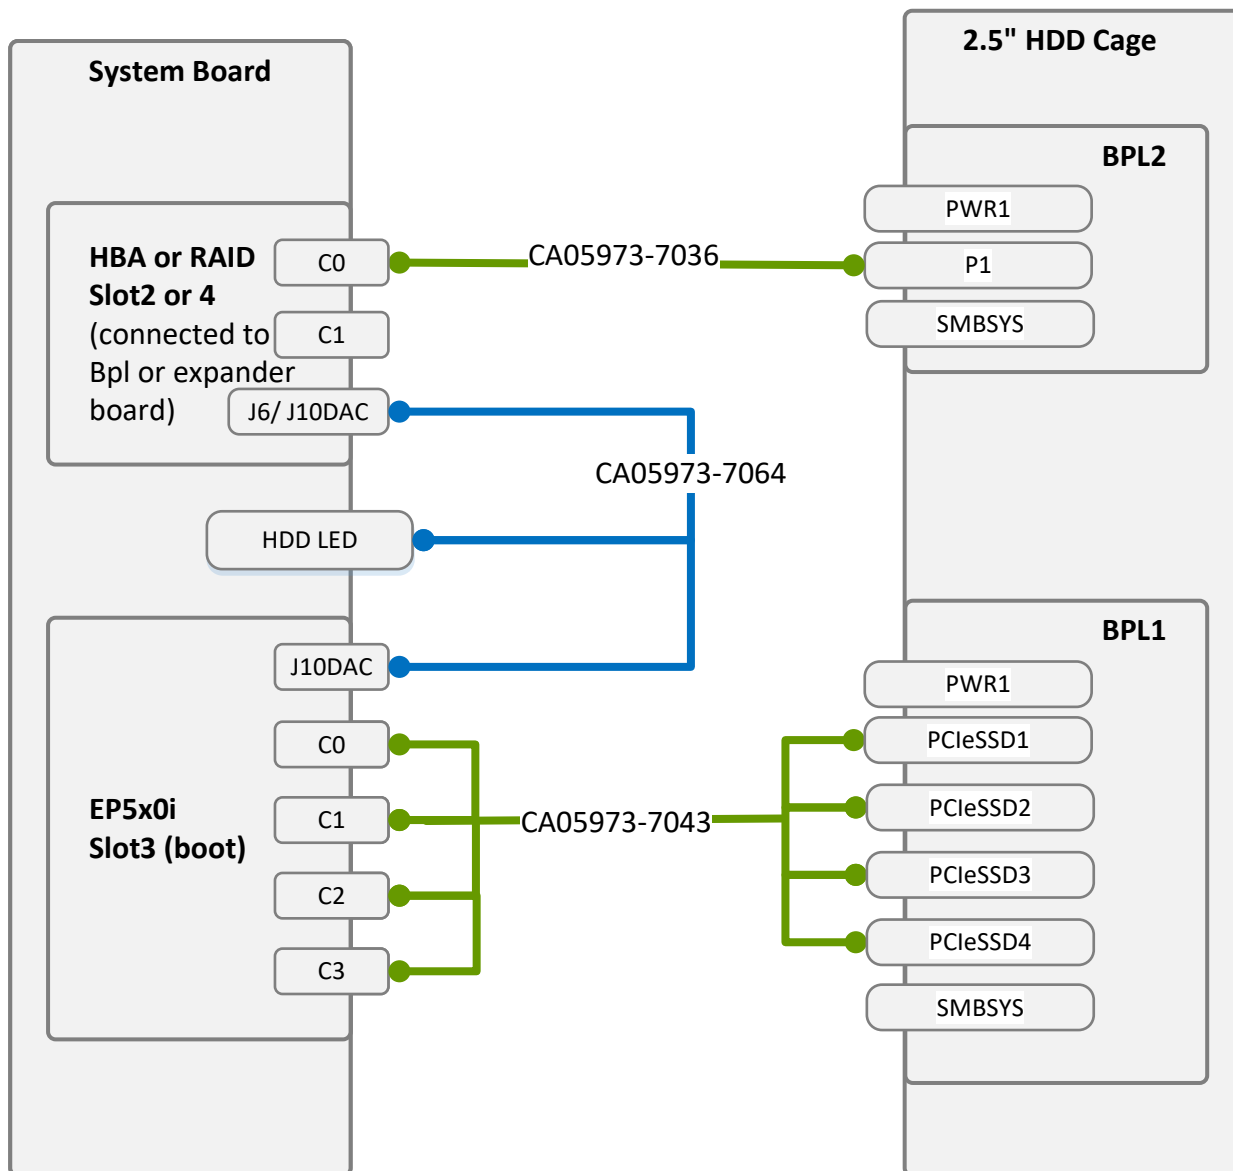 System Board
2.5" HDD Cage
BPL2
PWR1
HBA or RAID
Slot2 or 4
(connected to
Bpl or expander
board)
C0
CA05973-7036
P1
C1
SMBSYS
J6/ J10DAC
CA05973-7064
HDD LED
BPL1
J10DAC
PWR1
C0
PCIeSSD1
EP5x0i
Slot3 (boot)
C1
CA05973-7043
PCIeSSD2
C2
PCIeSSD3
C3
PCIeSSD4
SMBSYS